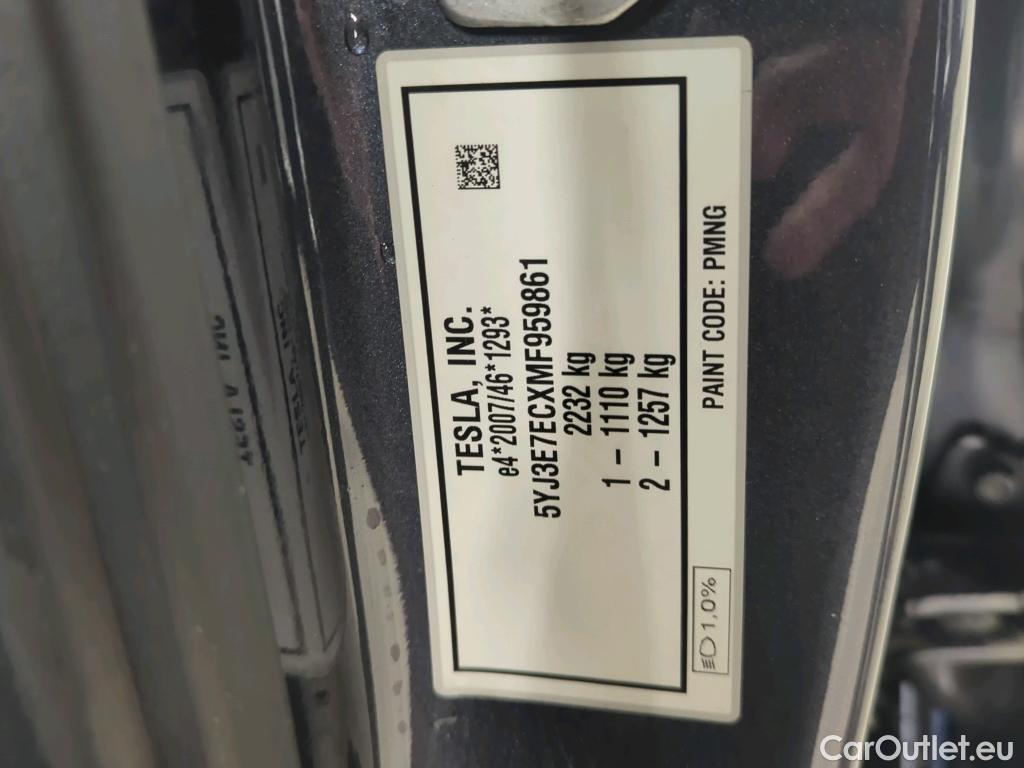 TESLA, INC.
e4*2007/46*1293*
5YJ3E7ECXMF959861
2232 kg
1 – 1110 kg
2 – 1257 kg
1,0%
PAINT CODE: PMNG
CarOutlet.eu